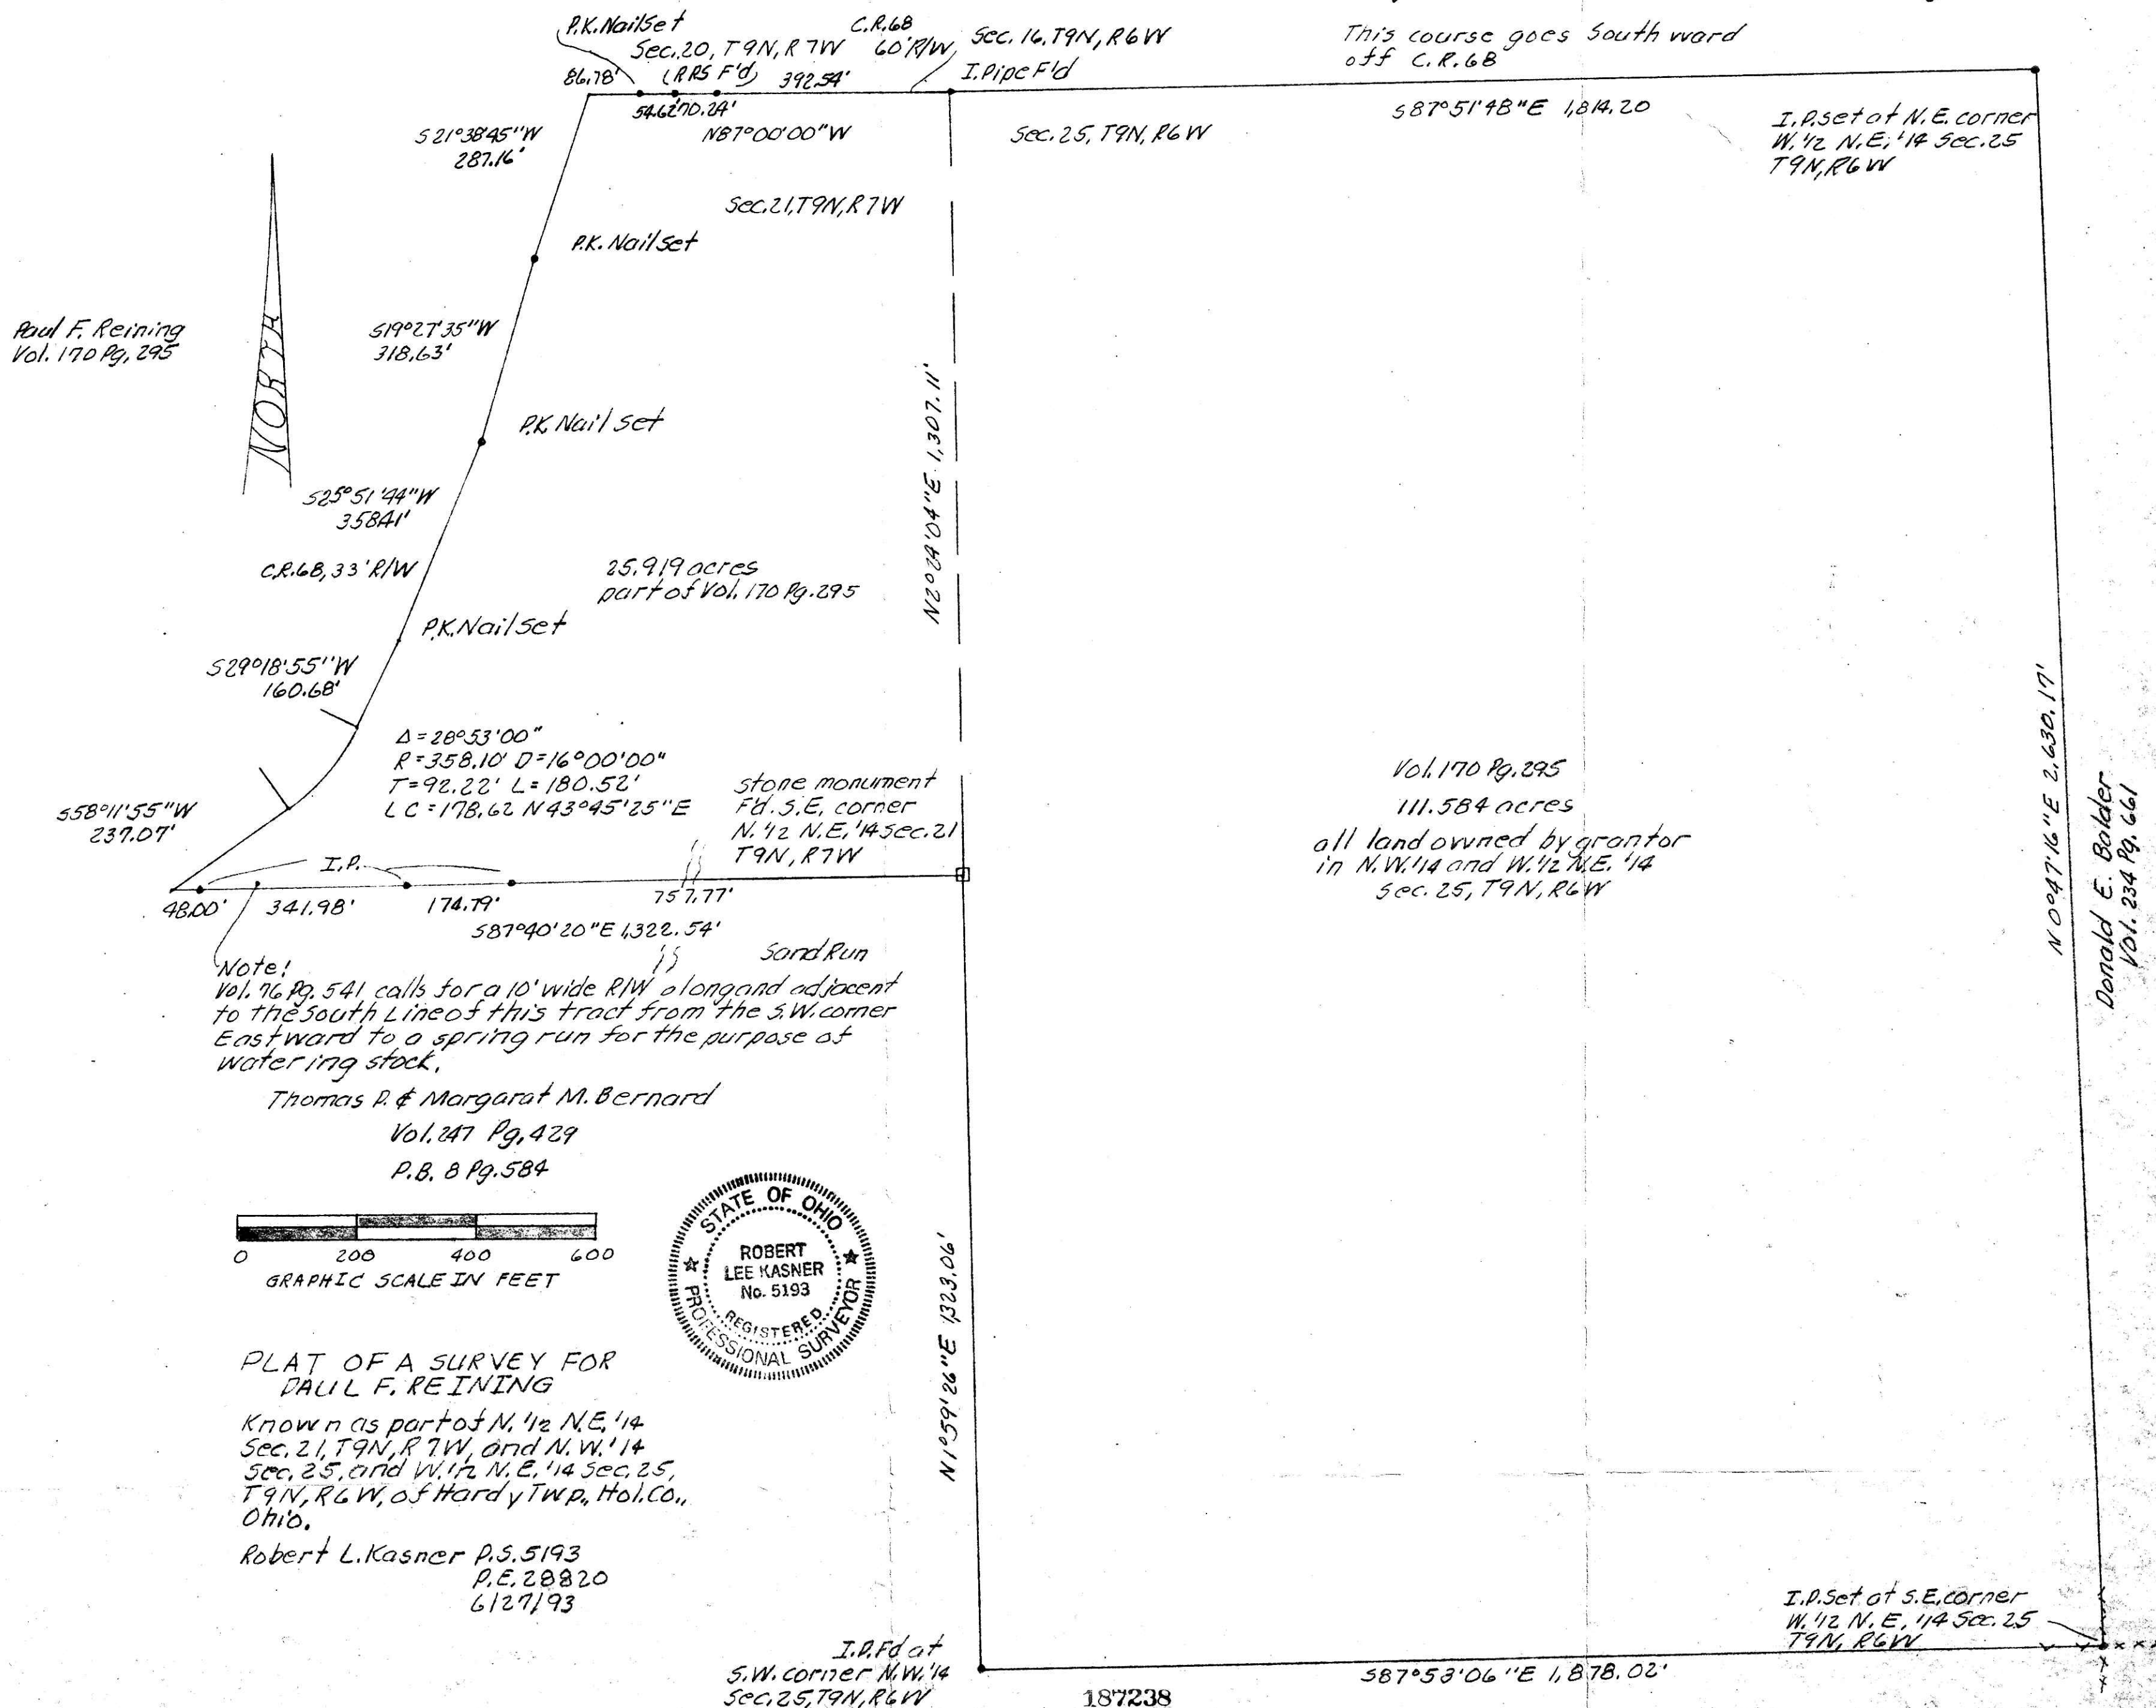 P.K. Nail Set
Sec. 20, T9N, R7W
C.R. 68
60' R/W
Sec. 16, T9N, R6W
This course goes Southward
off C.R. 68
86.78'
(RRS F'd)
392.54'
I. Pipe F'd
54.62'
70.24'
N87°00'00"W
S87°51'48"E 1,814.20
S21°38'45"W
287.16'
Sec. 25, T9N, R6W
I.P. set at N.E. corner
W. 1/2 N.E. 1/4 Sec. 25
T9N, R6W
Sec. 21, T9N, R7W
P.K. Nail Set
Paul F. Reining
Vol. 170 Pg. 295
NORTH
S19°27'35"W
318.63'
P.K. Nail Set
N2°24'04"E 1,307.11'
S25°51'44"W
358.41'
C.R. 68, 33' R/W
25.919 acres
part of Vol. 170 Pg. 295
P.K. Nail Set
S29°18'55"W
160.68'
Δ = 28°53'00"
R = 358.10' D = 16°00'00"
T = 92.22' L = 180.52'
LC = 178.62 N43°45'25"E
stone monument
F'd. S.E. corner
N. 1/2 N.E. 1/4 Sec. 21
T9N, R7W
S58°11'55"W
237.07'
I.P.
48.00'
341.98'
174.79'
757.77'
S87°40'20"E 1,322.54'
Sand Run
Vol. 170 Pg. 295
111.584 acres
all land owned by grantor
in N.W. 1/4 and W. 1/2 N.E. 1/4
Sec. 25, T9N, R6W
N0°47'16"E 2,630.17'
Donald E. Balder
Vol. 234 Pg. 661
Note!
Vol. 76 Pg. 541 calls for a 10' wide R/W along and adjacent
to the South Line of this tract from the S.W. corner
Eastward to a spring run for the purpose of
watering stock.
Thomas P. & Margarat M. Bernard
Vol. 247 Pg. 429
P.B. 8 Pg. 584
0 200 400 600
GRAPHIC SCALE IN FEET
STATE OF OHIO
ROBERT
LEE KASNER
No. 5193
REGISTERED
PROFESSIONAL SURVEYOR
N1°59'26"E 1323.06'
PLAT OF A SURVEY FOR
PAUL F. REINING
Known as part of N. 1/2 N.E. 1/4
Sec. 21, T9N, R7W, and N.W. 1/4
Sec. 25, and W. 1/2 N.E. 1/4 Sec. 25,
T9N, R6W, of Hardy Twp., Hol. Co.,
Ohio.
Robert L. Kasner P.S. 5193
P.E. 28820
6/27/93
I.P. Set at S.E. corner
W. 1/2 N.E. 1/4 Sec. 25
T9N, R6W
I.P. Fd at
S.W. corner N.W. 1/4
Sec. 25, T9N, R6W
S87°53'06"E 1,878.02'
187238